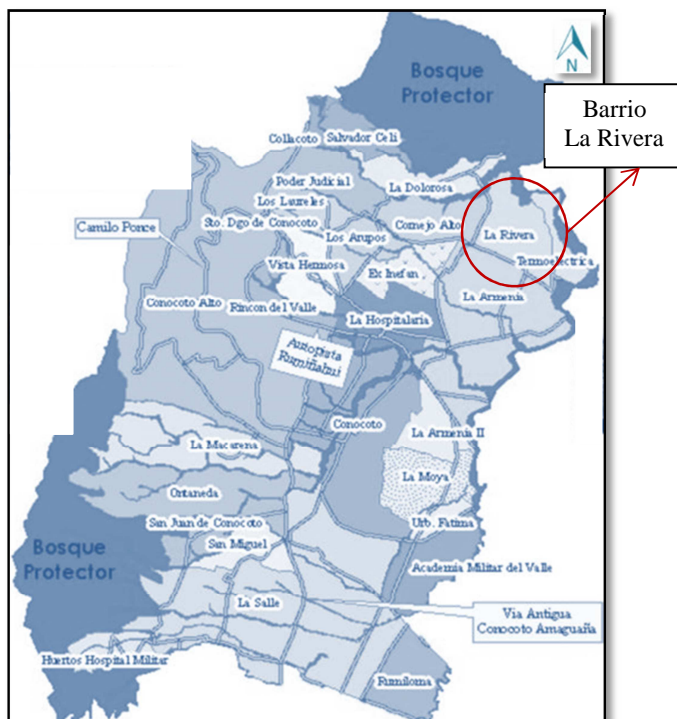 N
Bosque
Protector
Barrio
La Rivera
Collacoto
Salvador Celi
Poder Judicial
La Dolorosa
Los Laureles
Sto. Dgo de Conocoto
Cornejo Alto
La Rivera
Camilo Ponce
Los Arupos
Vista Hermosa
Ex Inefan
Termoelectrica
Conocoto Alto
Rincon del Valle
La Armenia
La Hospitalaria
Autopista
Rumiñahui
Conocoto
La Armenia II
La Macarena
La Moya
Ontaneda
San Juan de Conocoto
Urb. Fatima
San Miguel
Bosque
Protector
Academia Militar del Valle
La Salle
Via Antigua
Conocoto Amaguaña
Huertos Hospital Militar
Rumiloma